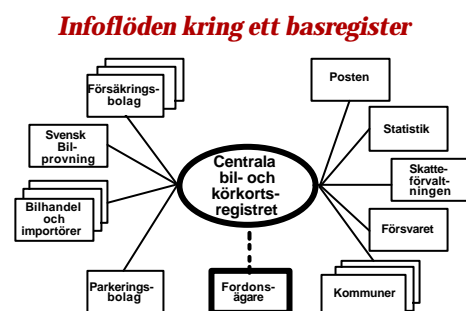 Infoflöden kring ett basregister
Försäkrings-
bolag
Posten
Svensk
Bil-
provning
Statistik
Centrala
bil- och
körkorts-
registret
Skatte-
förvalt-
ningen
Bilhandel
och
importörer
Försvaret
Parkerings-
bolag
Fordons-
ägare
Kommuner